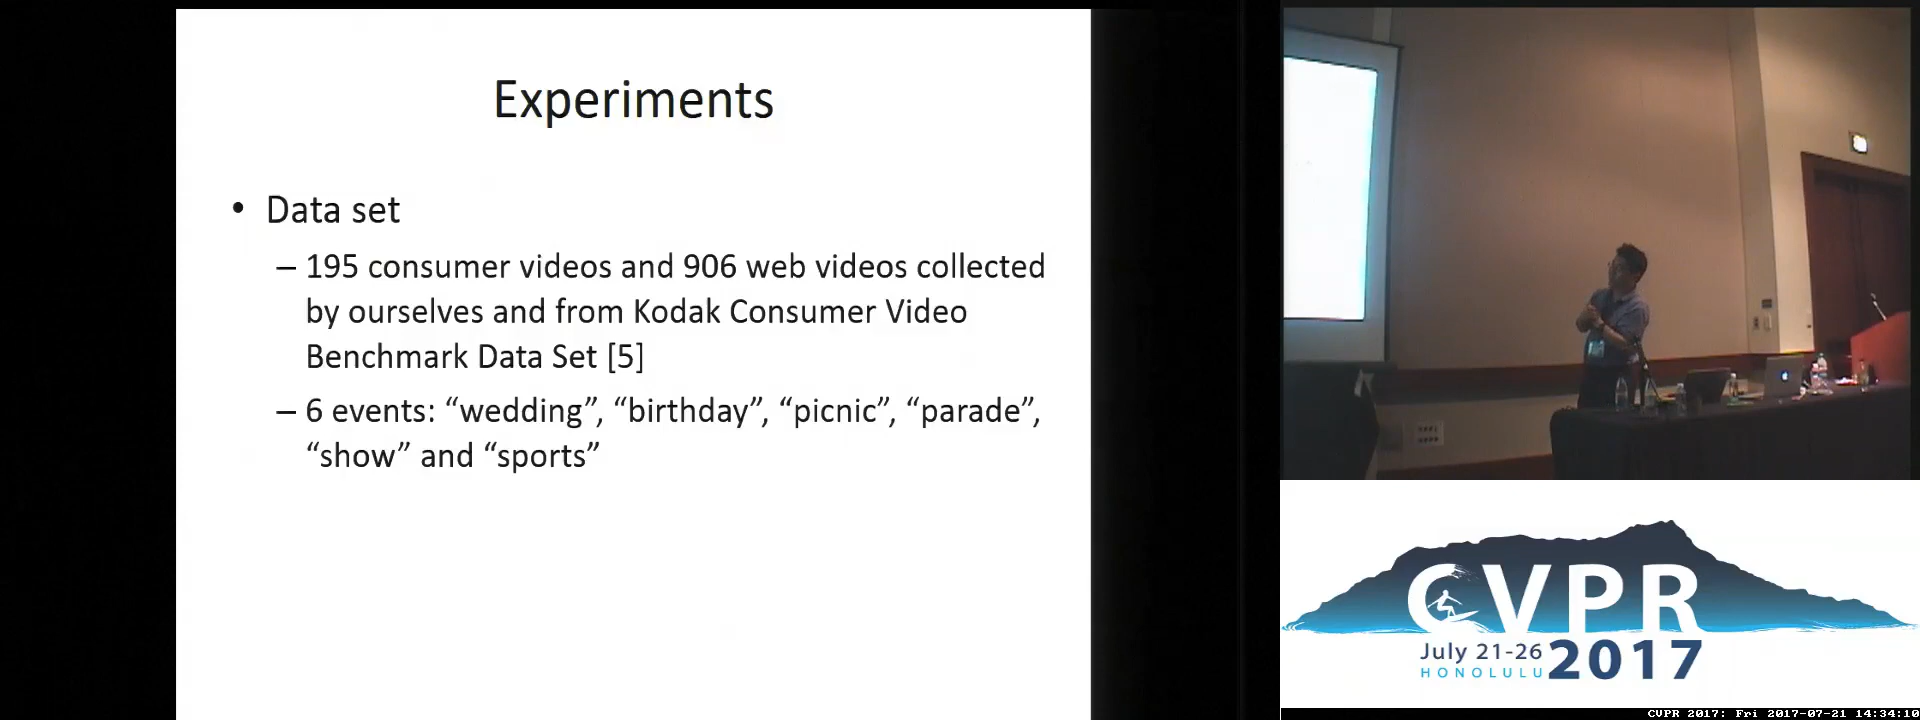 Experiments
• Data set
– 195 consumer videos and 906 web videos collected
by ourselves and from Kodak Consumer Video
Benchmark Data Set [5]
– 6 events: “wedding”, “birthday”, “picnic”, “parade”,
“show” and “sports”
CVPR
July 21-26
HONOLULU
2017
CVPR 2017: Fri 2017-07-21 14:34:10